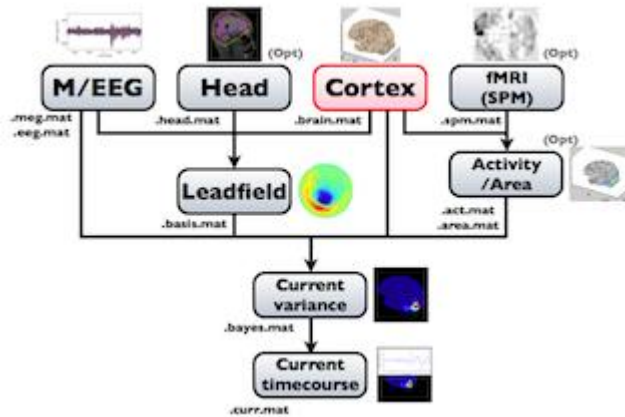 (Opt)
M/EEG
Head
Cortex
fMRI
(SPM)
.meg.mat
.eeg.mat
.head.mat
.brain.mat
.spm.mat
(Opt)
Leadfield
Activity
/Area
.basis.mat
.act.mat
.area.mat
Current
variance
.bayes.mat
Current
timecourse
.curr.mat